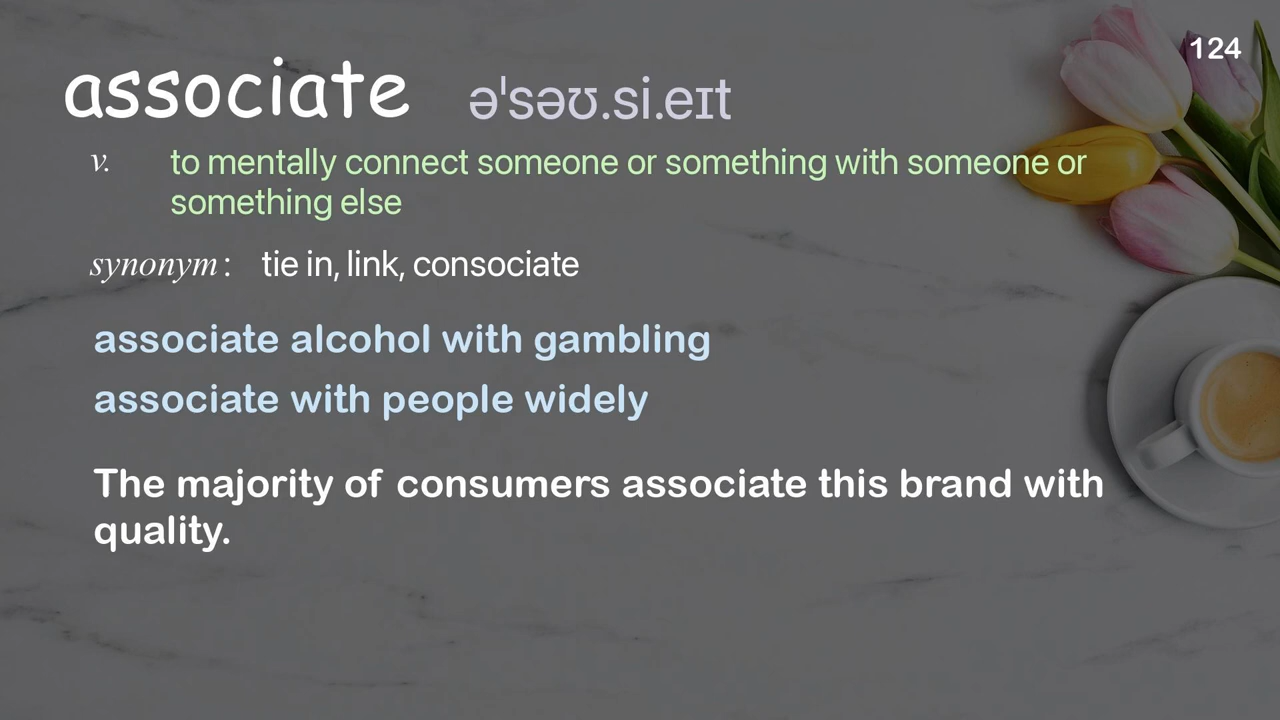 124
associate əˈsəʊ.si.eɪt
v. to mentally connect someone or something with someone or
something else
synonym : tie in, link, consociate
associate alcohol with gambling
associate with people widely
The majority of consumers associate this brand with
quality.